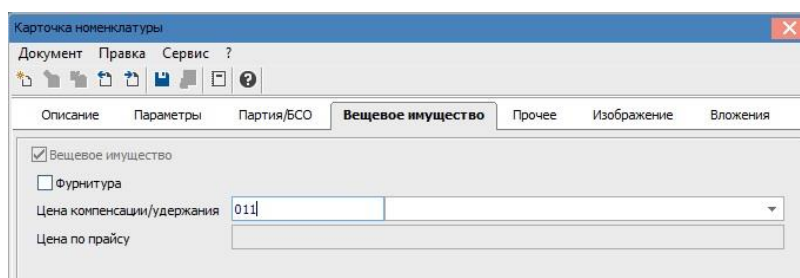 Карточка номенклатуры
Документ Правка Сервис ?
Описание Параметры Партия/БСО Вещевое имущество Прочее Изображение Вложения
Вещевое имущество
Фурнитура
Цена компенсации/удержания 011
Цена по прайсу